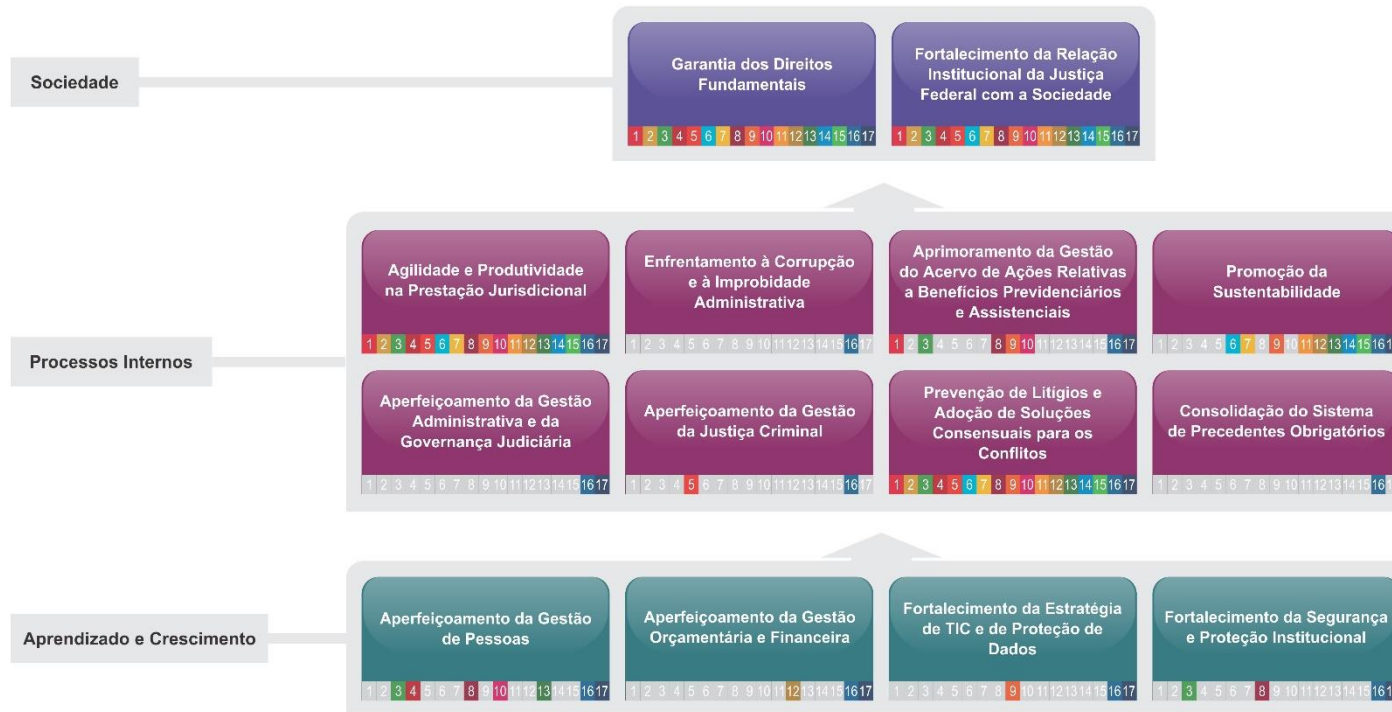 Sociedade
Garantia dos Direitos
Fundamentais
1 2 3 4 5 6 7 8 9 10 11 12 13 14 15 16 17
Fortalecimento da Relação
Institucional da Justiça
Federal com a Sociedade
1 2 3 4 5 6 7 8 9 10 11 12 13 14 15 16 17
Processos Internos
Agilidade e Produtividade
na Prestação Jurisdicional
1 2 3 4 5 6 7 8 9 10 11 12 13 14 15 16 17
Enfrentamento à Corrupção
e à Improbidade
Administrativa
1 2 3 4 5 6 7 8 9 10 11 12 13 14 15 16 17
Aprimoramento da Gestão
do Acervo de Ações Relativas
a Benefícios Previdenciários
e Assistenciais
1 2 3 4 5 6 7 8 9 10 11 12 13 14 15 16 17
Promoção da
Sustentabilidade
1 2 3 4 5 6 7 8 9 10 11 12 13 14 15 16 1
Aperfeiçoamento da Gestão
Administrativa e da
Governança Judiciária
1 2 3 4 5 6 7 8 9 10 11 12 13 14 15 16 17
Aperfeiçoamento da Gestão
da Justiça Criminal
1 2 3 4 5 6 7 8 9 10 11 12 13 14 15 16 17
Prevenção de Litígios e
Adoção de Soluções
Consensuais para os
Conflitos
1 2 3 4 5 6 7 8 9 10 11 12 13 14 15 16 17
Consolidação do Sistema
de Precedentes Obrigatórios
1 2 3 4 5 6 7 8 9 10 11 12 13 14 15 16 1
Aprendizado e Crescimento
Aperfeiçoamento da Gestão
de Pessoas
1 2 3 4 5 6 7 8 9 10 11 12 13 14 15 16 17
Aperfeiçoamento da Gestão
Orçamentária e Financeira
1 2 3 4 5 6 7 8 9 10 11 12 13 14 15 16 17
Fortalecimento da Estratégia
de TIC e de Proteção de
Dados
1 2 3 4 5 6 7 8 9 10 11 12 13 14 15 16 17
Fortalecimento da Segurança
e Proteção Institucional
1 2 3 4 5 6 7 8 9 10 11 12 13 14 15 16 1